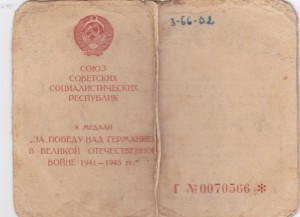 СОЮЗ
СОВЕТСКИХ
СОЦИАЛИСТИЧЕСКИХ
РЕСПУБЛИК
К МЕДАЛИ
„ЗА ПОБЕДУ НАД ГЕРМАНИЕЙ
В ВЕЛИКОЙ ОТЕЧЕСТВЕННОЙ
ВОЙНЕ 1941—1945 гг."
3-66-02
Г №0070566 *